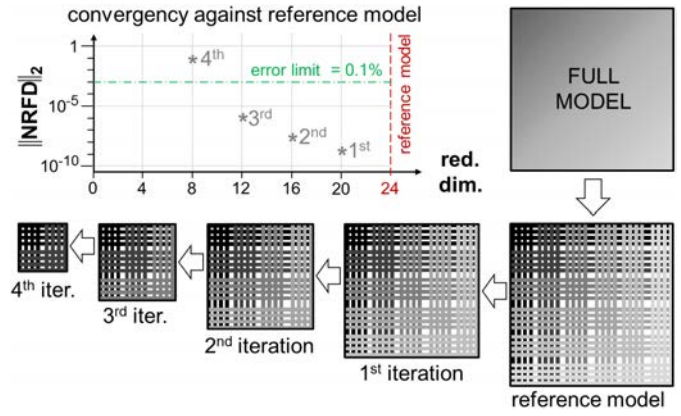 convergency against reference model
1
10⁻⁵
10⁻¹⁰
‖NRFD‖₂
*4th
*3rd
*2nd
*1st
error limit = 0.1%
reference model
0 4 8 12 16 20 24
red.
dim.
FULL
MODEL
4th iter.
3rd iter.
2nd iteration
1st iteration
reference model